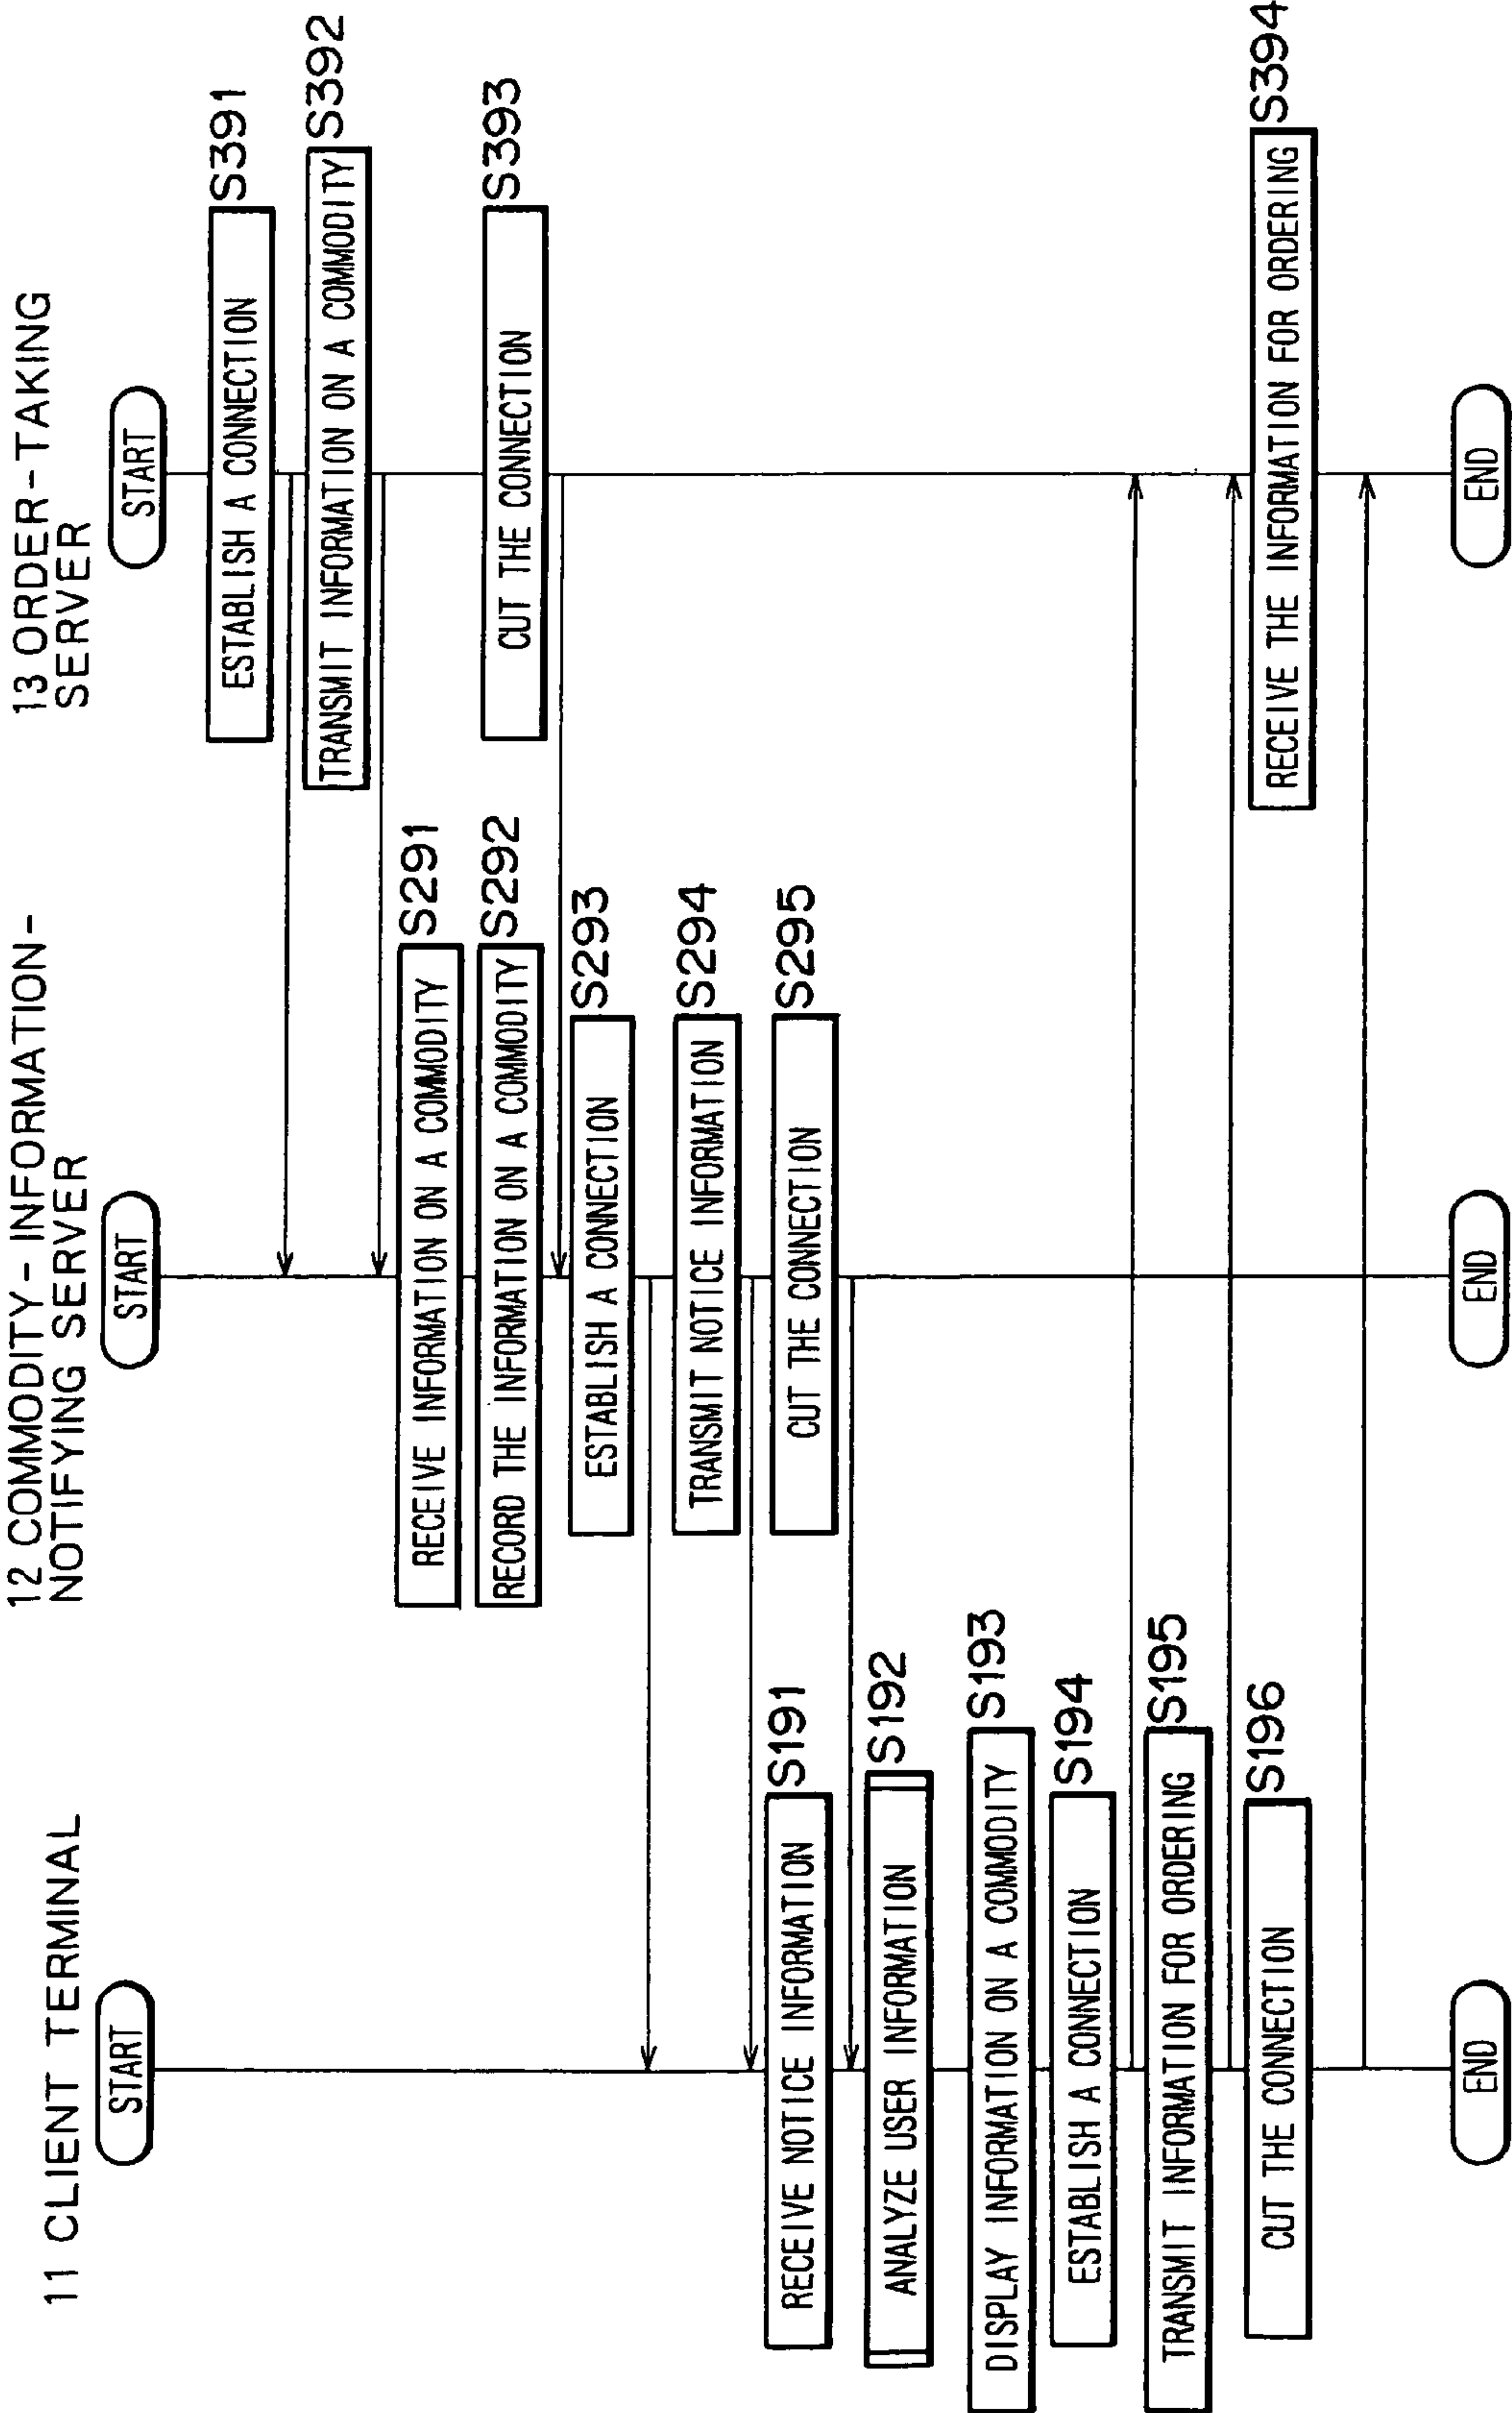 11 CLIENT TERMINAL
START
RECEIVE NOTICE INFORMATION
S191
ANALYZE USER INFORMATION
S192
DISPLAY INFORMATION ON A COMMODITY
S193
ESTABLISH A CONNECTION
S194
TRANSMIT INFORMATION FOR ORDERING
S195
CUT THE CONNECTION
S196
END
12 COMMODITY-INFORMATION-
NOTIFYING SERVER
START
RECEIVE INFORMATION ON A COMMODITY
S291
RECORD THE INFORMATION ON A COMMODITY
S292
ESTABLISH A CONNECTION
S293
TRANSMIT NOTICE INFORMATION
S294
CUT THE CONNECTION
S295
END
13 ORDER-TAKING
SERVER
START
ESTABLISH A CONNECTION
S391
TRANSMIT INFORMATION ON A COMMODITY
S392
CUT THE CONNECTION
S393
RECEIVE THE INFORMATION FOR ORDERING
S394
END